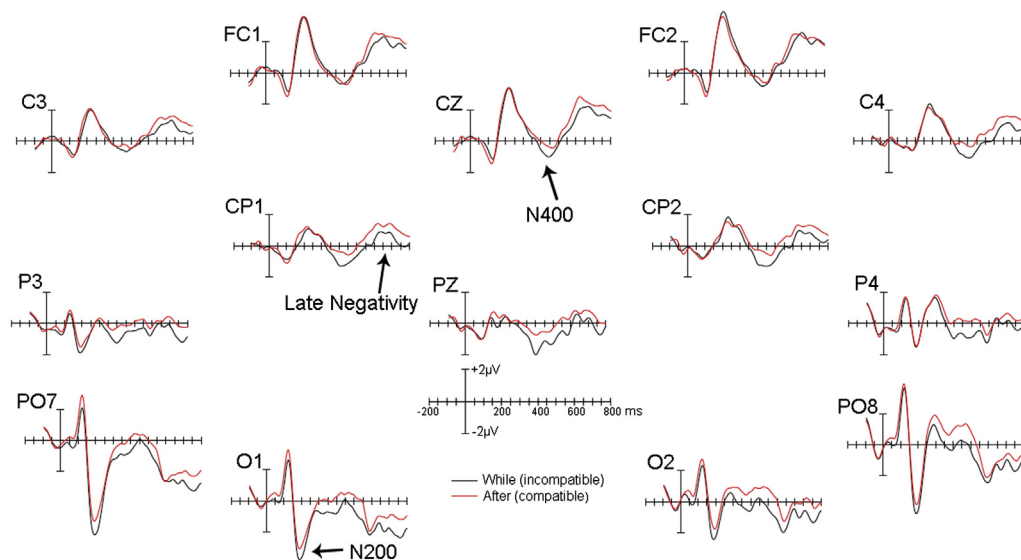 FC1
FC2
C3
CZ
C4
N400
CP1
CP2
Late Negativity
P3
PZ
P4
+2µV
-200 200 400 600 800 ms
-2µV
PO7
PO8
O1
O2
While (incompatible)
After (compatible)
N200